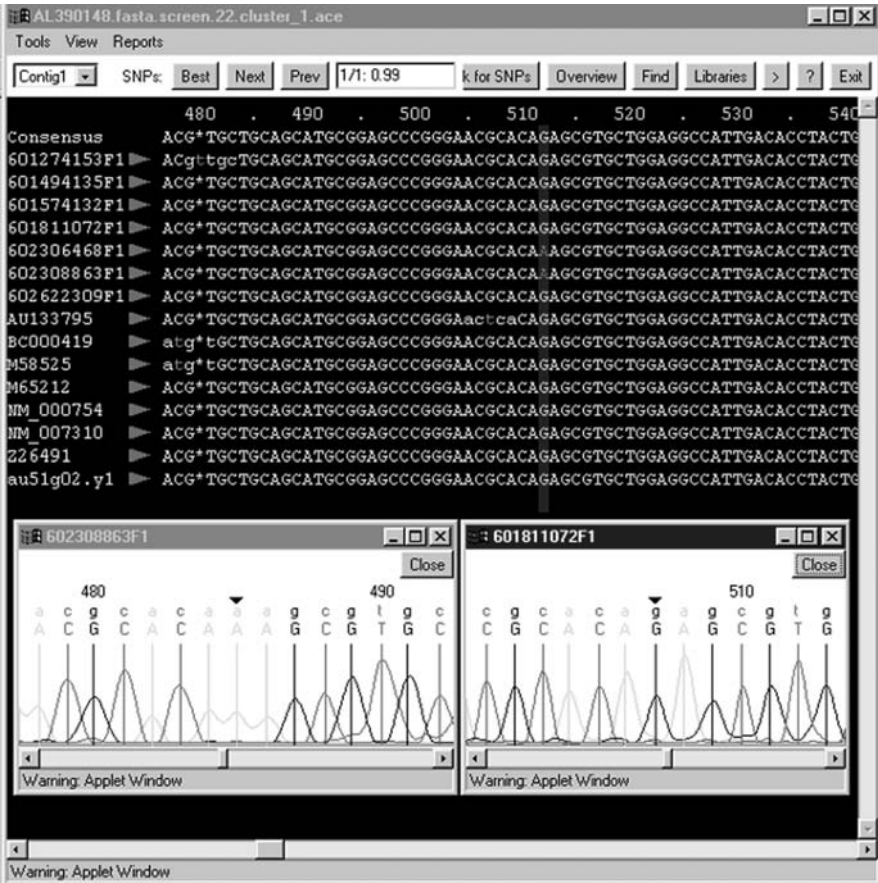 AL390148.fasta.screen.22.cluster_1.ace
Tools View Reports
Contig1 SNPs: Best Next Prev 1/1: 0.99 k for SNPs Overview Find Libraries > ? Exit
480 . 490 . 500 . 510 . 520 . 530 . 540
Consensus ACG*TGCTGCAGCATGCGGAGCCCGGGAACGCACAGAGCGTGCTGGAGGCCATTGACACCTACTG
601274153F1 ACgttgcTGCAGCATGCGGAGCCCGGGAACGCACAGAGCGTGCTGGAGGCCATTGACACCTACTG
601494135F1 ACG*TGCTGCAGCATGCGGAGCCCGGGAACGCACAGAGCGTGCTGGAGGCCATTGACACCTACTG
601574132F1 ACG*TGCTGCAGCATGCGGAGCCCGGGAACGCACAGAGCGTGCTGGAGGCCATTGACACCTACTG
601811072F1 ACG*TGCTGCAGCATGCGGAGCCCGGGAACGCACAGAGCGTGCTGGAGGCCATTGACACCTACTG
602306468F1 ACG*TGCTGCAGCATGCGGAGCCCGGGAACGCACAAAGCGTGCTGGAGGCCATTGACACCTACTG
602308863F1 ACG*TGCTGCAGCATGCGGAGCCCGGGAACGCACAAAGCGTGCTGGAGGCCATTGACACCTACTG
602622309F1 ACG*TGCTGCAGCATGCGGAGCCCGGGAACGCACAGAGCGTGCTGGAGGCCATTGACACCTACTG
AU133795 ACG*TGCTGCAGCATGCGGAGCCCGGGAactcaCAGAGCGTGCTGGAGGCCATTGACACCTACTG
BC000419 atg*tGCTGCAGCATGCGGAGCCCGGGAACGCACAGAGCGTGCTGGAGGCCATTGACACCTACTG
M58525 atg*tGCTGCAGCATGCGGAGCCCGGGAACGCACAGAGCGTGCTGGAGGCCATTGACACCTACTG
M65212 ACG*TGCTGCAGCATGCGGAGCCCGGGAACGCACAGAGCGTGCTGGAGGCCATTGACACCTACTG
NM_000754 ACG*TGCTGCAGCATGCGGAGCCCGGGAACGCACAGAGCGTGCTGGAGGCCATTGACACCTACTG
NM_007310 ACG*TGCTGCAGCATGCGGAGCCCGGGAACGCACAGAGCGTGCTGGAGGCCATTGACACCTACTG
Z26491 ACG*TGCTGCAGCATGCGGAGCCCGGGAACGCACAGAGCGTGCTGGAGGCCATTGACACCTACTG
au51g02.y1 ACG*TGCTGCAGCATGCGGAGCCCGGGAACGCACAGAGCGTGCTGGAGGCCATTGACACCTACTG
602308863F1
Close
480 490
a c g c a c a a a g c g t g c
A C G C A C A A A G C G T G C
Warning: Applet Window
601811072F1
Close
510
c g c a c a g a g c g t g
C G C A C A G A G C G T G
Warning: Applet Window
Warning: Applet Window